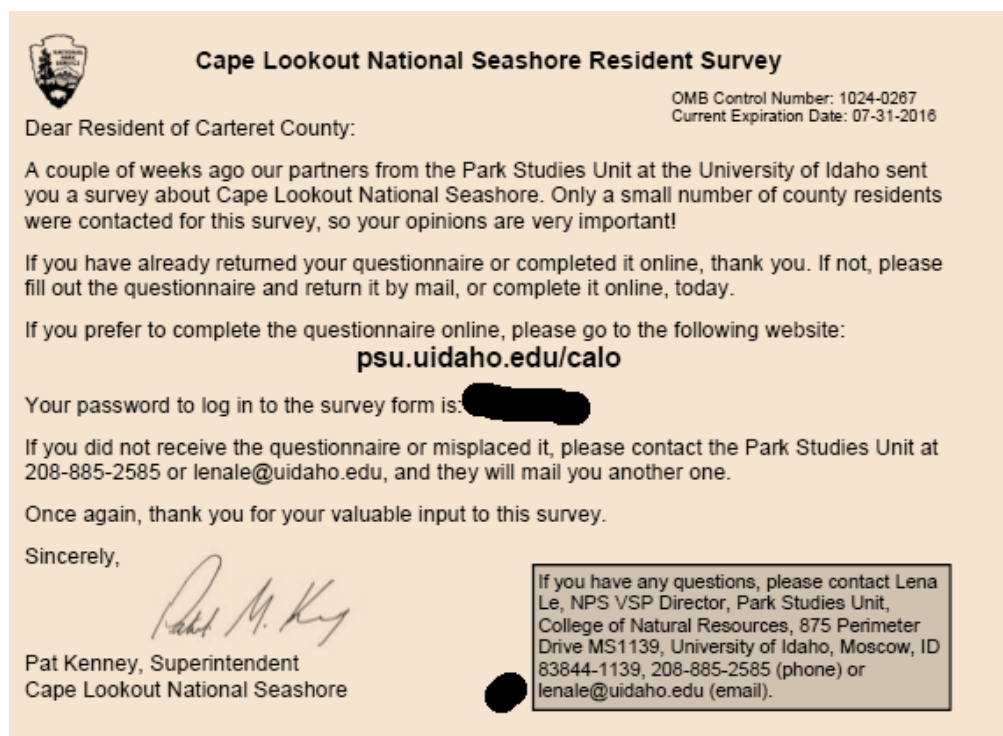 NATIONAL
PARK
SERVICE
Cape Lookout National Seashore Resident Survey
OMB Control Number: 1024-0267
Current Expiration Date: 07-31-2016
Dear Resident of Carteret County:
A couple of weeks ago our partners from the Park Studies Unit at the University of Idaho sent
you a survey about Cape Lookout National Seashore. Only a small number of county residents
were contacted for this survey, so your opinions are very important!
If you have already returned your questionnaire or completed it online, thank you. If not, please
fill out the questionnaire and return it by mail, or complete it online, today.
If you prefer to complete the questionnaire online, please go to the following website:
psu.uidaho.edu/calo
Your password to log in to the survey form is:
If you did not receive the questionnaire or misplaced it, please contact the Park Studies Unit at
208-885-2585 or lenale@uidaho.edu, and they will mail you another one.
Once again, thank you for your valuable input to this survey.
Sincerely,
Pat Kenney, Superintendent
Cape Lookout National Seashore
If you have any questions, please contact Lena
Le, NPS VSP Director, Park Studies Unit,
College of Natural Resources, 875 Perimeter
Drive MS1139, University of Idaho, Moscow, ID
83844-1139, 208-885-2585 (phone) or
lenale@uidaho.edu (email).